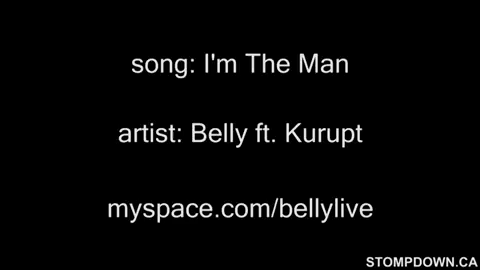 song: I'm The Man
artist: Belly ft. Kurupt
myspace.com/bellylive
STOMPDOWN.CA